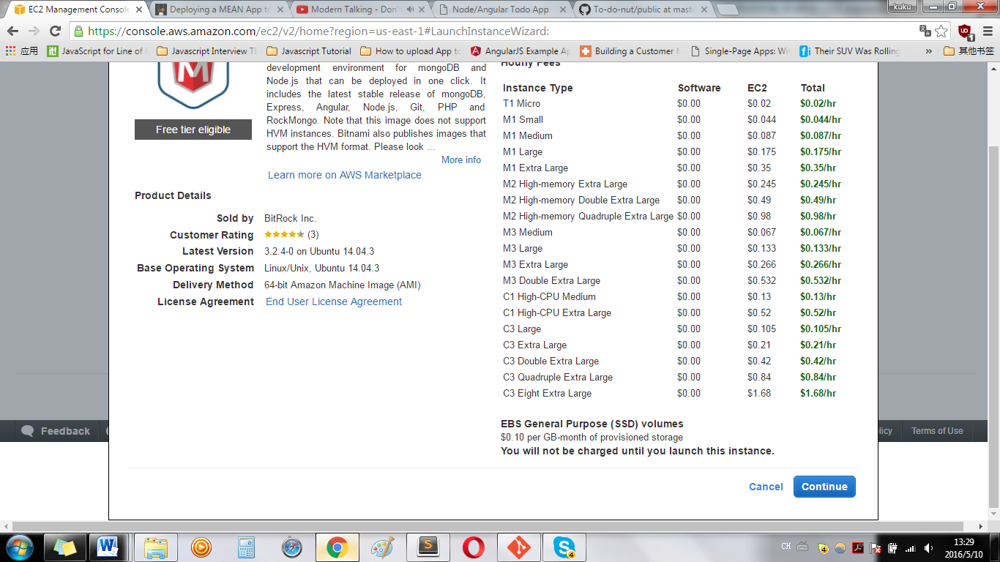 EC2 Management Consol
Deploying a MEAN App to
Modern Talking - Don'
Node/Angular Todo App
To-do-nut/public at mast
kuku
https://console.aws.amazon.com/ec2/v2/home?region=us-east-1#LaunchInstanceWizard:
应用
JavaScript for Line of
Javascript Interview TE
Javascript Tutorial
How to upload App to
AngularJS Example Ap
Building a Customer
Single-Page Apps: Wi
Their SUV Was Rolling
»
其他书签
development environment for mongoDB and
Node.js that can be deployed in one click. It
includes the latest stable release of mongoDB,
Express, Angular, Node.js, Git, PHP and
RockMongo. Note that this image does not support
HVM instances. Bitnami also publishes images that
support the HVM format. Please look ...
More info
Free tier eligible
Learn more on AWS Marketplace
Product Details
Sold by BitRock Inc.
Customer Rating (3)
Latest Version 3.2.4-0 on Ubuntu 14.04.3
Base Operating System Linux/Unix, Ubuntu 14.04.3
Delivery Method 64-bit Amazon Machine Image (AMI)
License Agreement End User License Agreement
Hourly Fees
Instance Type Software EC2 Total
T1 Micro $0.00 $0.02 $0.02/hr
M1 Small $0.00 $0.044 $0.044/hr
M1 Medium $0.00 $0.087 $0.087/hr
M1 Large $0.00 $0.175 $0.175/hr
M1 Extra Large $0.00 $0.35 $0.35/hr
M2 High-memory Extra Large $0.00 $0.245 $0.245/hr
M2 High-memory Double Extra Large $0.00 $0.49 $0.49/hr
M2 High-memory Quadruple Extra Large $0.00 $0.98 $0.98/hr
M3 Medium $0.00 $0.067 $0.067/hr
M3 Large $0.00 $0.133 $0.133/hr
M3 Extra Large $0.00 $0.266 $0.266/hr
M3 Double Extra Large $0.00 $0.532 $0.532/hr
C1 High-CPU Medium $0.00 $0.13 $0.13/hr
C1 High-CPU Extra Large $0.00 $0.52 $0.52/hr
C3 Large $0.00 $0.105 $0.105/hr
C3 Extra Large $0.00 $0.21 $0.21/hr
C3 Double Extra Large $0.00 $0.42 $0.42/hr
C3 Quadruple Extra Large $0.00 $0.84 $0.84/hr
C3 Eight Extra Large $0.00 $1.68 $1.68/hr
EBS General Purpose (SSD) volumes
$0.10 per GB-month of provisioned storage
You will not be charged until you launch this instance.
Cancel
Continue
Feedback
licy
Terms of Use
CH
13:29
2016/5/10